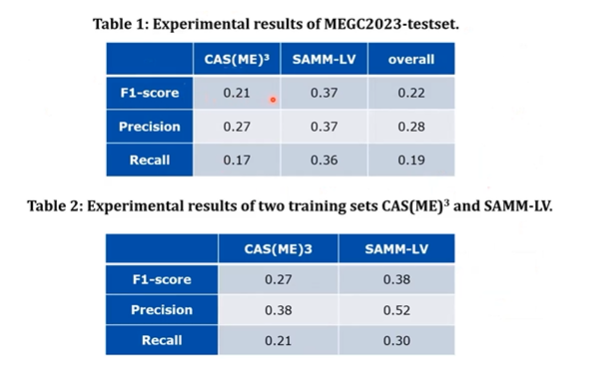 Table 1: Experimental results of MEGC2023-testset.
CAS(ME)³ SAMM-LV overall
F1-score 0.21 0.37 0.22
Precision 0.27 0.37 0.28
Recall 0.17 0.36 0.19
Table 2: Experimental results of two training sets CAS(ME)³ and SAMM-LV.
CAS(ME)3 SAMM-LV
F1-score 0.27 0.38
Precision 0.38 0.52
Recall 0.21 0.30